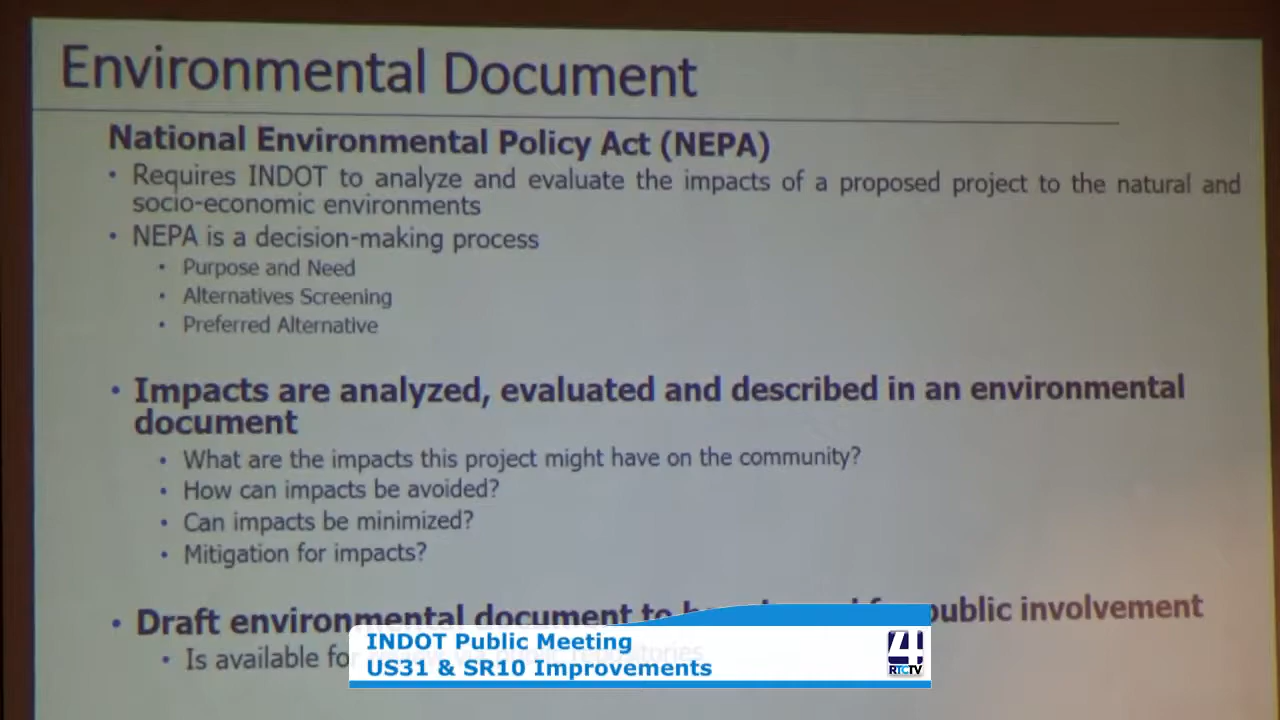 Environmental Document
National Environmental Policy Act (NEPA)
• Requires INDOT to analyze and evaluate the impacts of a proposed project to the natural and
socio-economic environments
• NEPA is a decision-making process
• Purpose and Need
• Alternatives Screening
• Preferred Alternative
• Impacts are analyzed, evaluated and described in an environmental
document
• What are the impacts this project might have on the community?
• How can impacts be avoided?
• Can impacts be minimized?
• Mitigation for impacts?
• Draft environmental document to public involvement
• Is available for
INDOT Public Meeting
US31 & SR10 Improvements
4
RTCTV